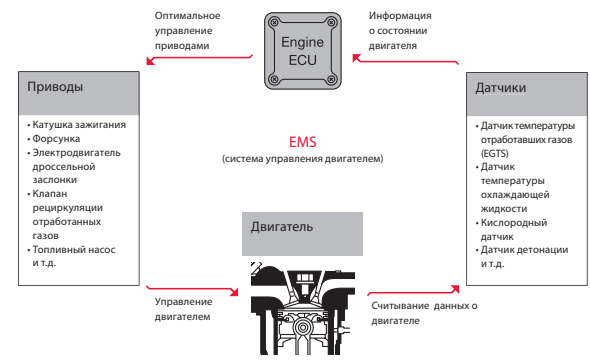 Оптимальное
управление
приводами
Engine
ECU
Информация
о состоянии
двигателя
Приводы
• Катушка зажигания
• Форсунка
• Электродвигатель
дроссельной
заслонки
• Клапан
рециркуляции
отработанных
газов
• Топливный насос
и т.д.
EMS
(система управления двигателем)
Датчики
• Датчик температуры
отработавших газов
(EGTS)
• Датчик
температуры
охлаждающей
жидкости
• Кислородный
датчик
• Датчик детонации
и т.д.
Двигатель
Управление
двигателем
Считывание данных о
двигателе